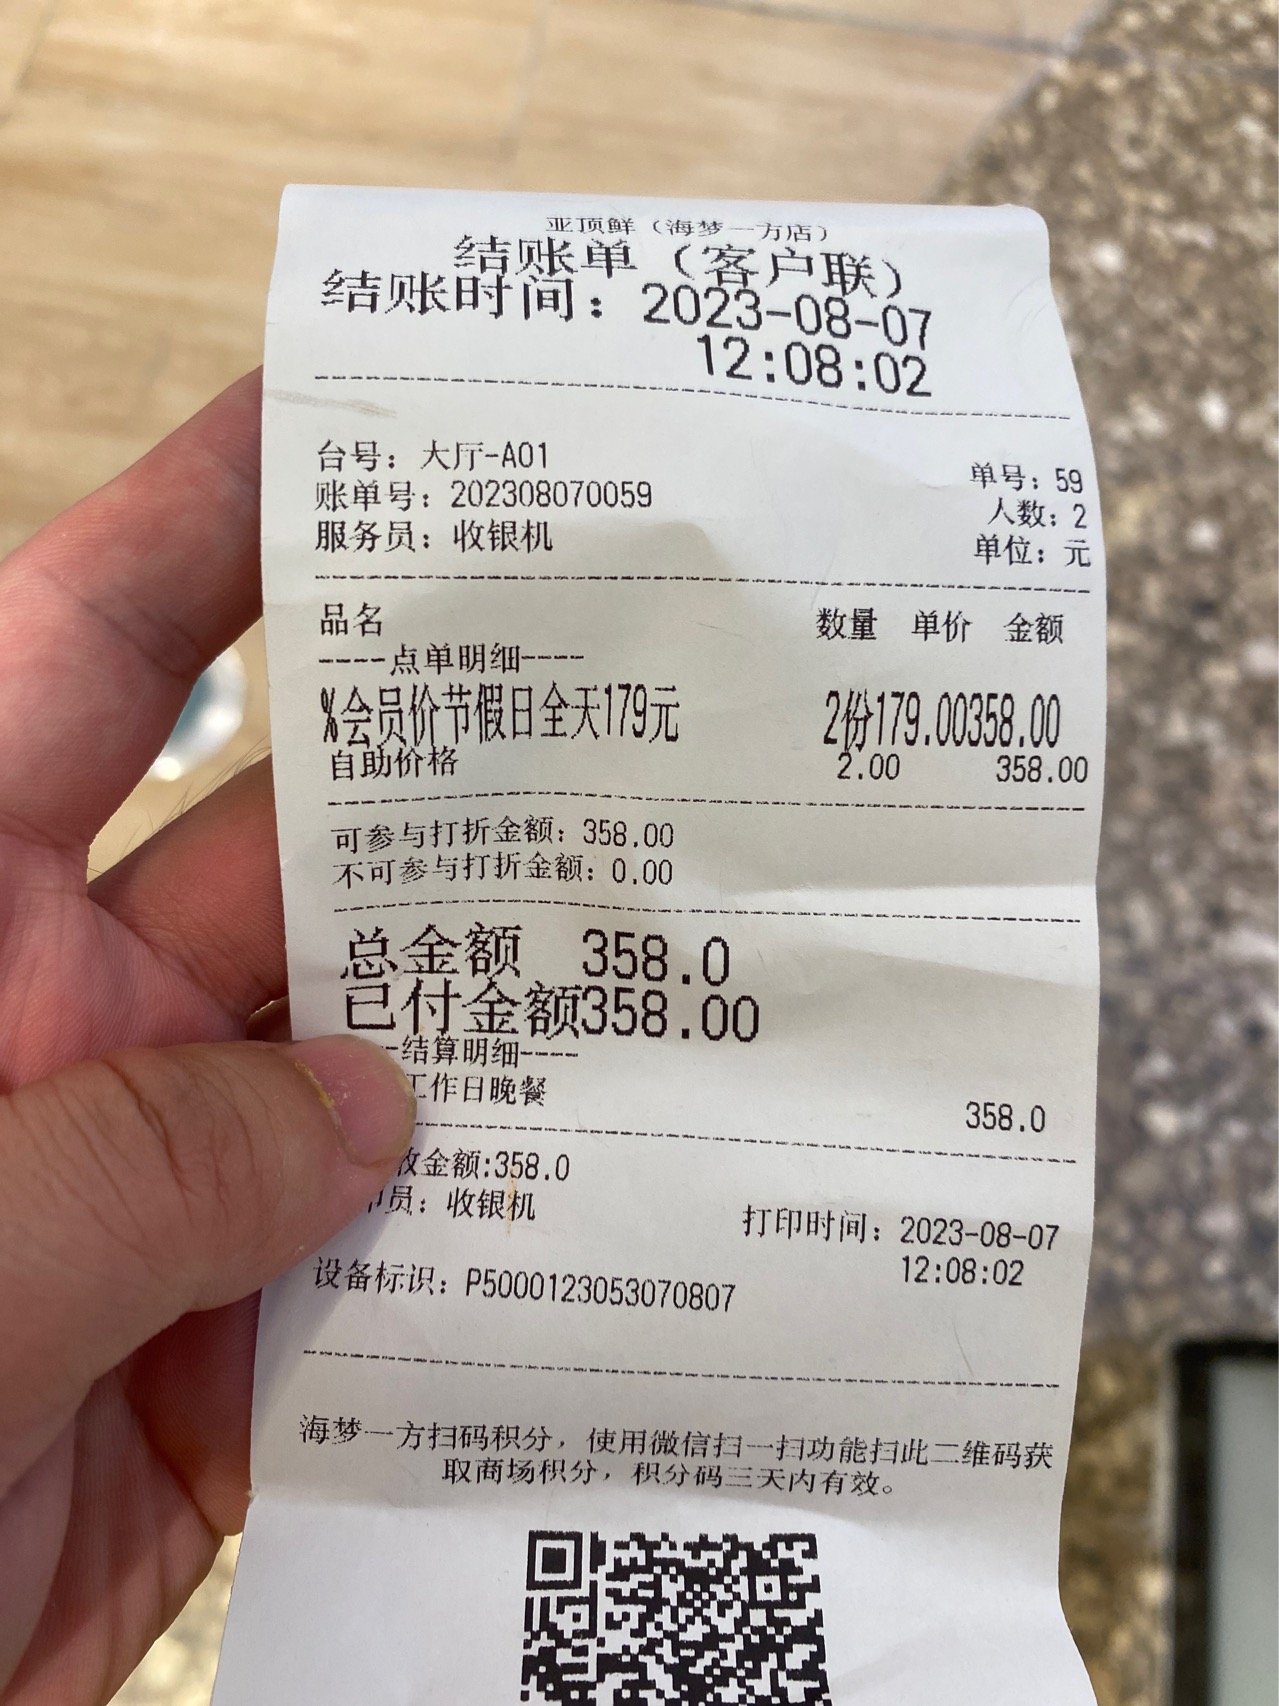 亚顶鲜（海梦一方店）
结账单（客户联）
结账时间：2023-08-07
12:08:02
台号：大厅-A01 单号：59
账单号：202308070059 人数：2
服务员：收银机 单位：元
品名 数量 单价 金额
----点单明细----
%会员价节假日全天179元 2份179.00358.00
自助价格 2.00 358.00
可参与打折金额：358.00
不可参与打折金额：0.00
总金额 358.0
已付金额358.00
-结算明细----
工作日晚餐 358.0
收金额:358.0
印员：收银机 打印时间：2023-08-07
12:08:02
设备标识：P5000123053070807
海梦一方扫码积分，使用微信扫一扫功能扫此二维码获
取商场积分，积分码三天内有效。